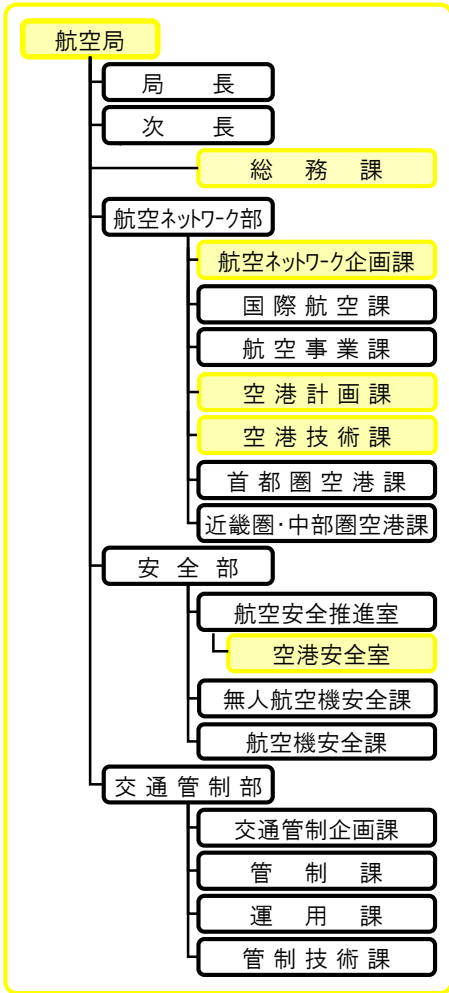 航空局
局長
次長
総務課
航空ネットワーク部
航空ネットワーク企画課
国際航空課
航空事業課
空港計画課
空港技術課
首都圏空港課
近畿圏・中部圏空港課
安全部
航空安全推進室
空港安全室
無人航空機安全課
航空機安全課
交通管制部
交通管制企画課
管制課
運用課
管制技術課